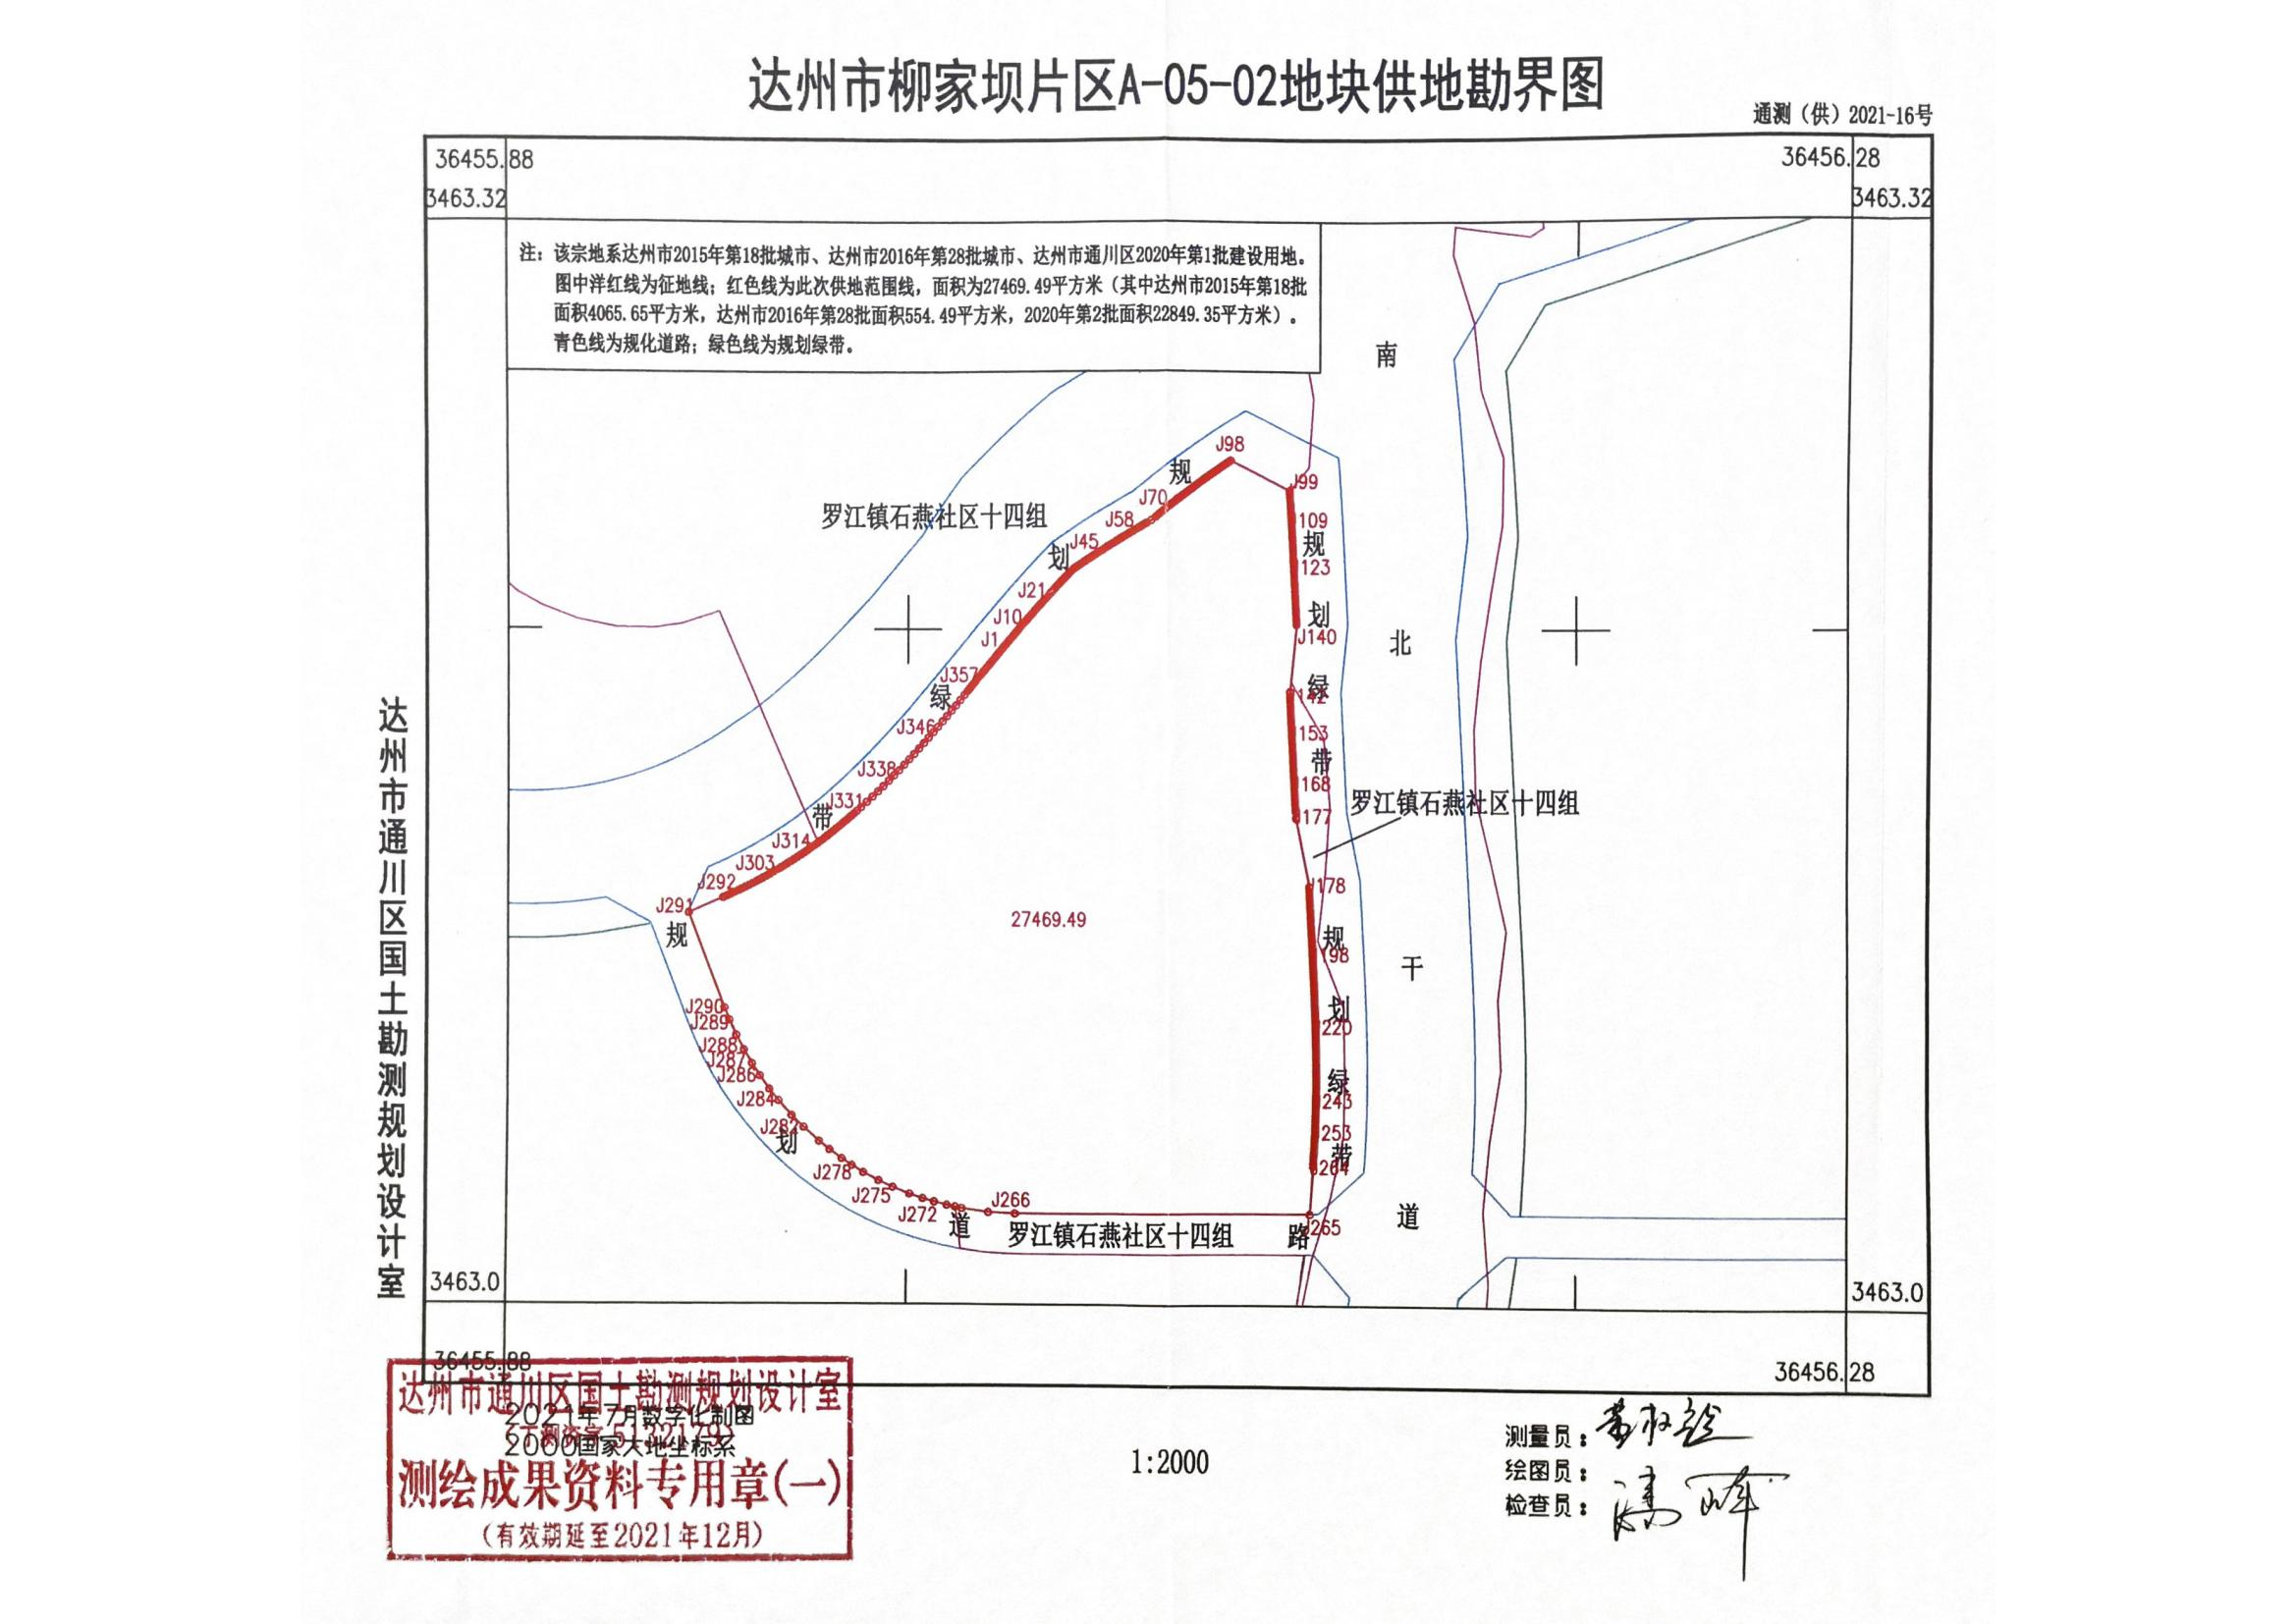 达州市柳家坝片区A-05-02地块供地勘界图
通测（供）2021-16号
36455.88
36456.28
3463.32
3463.32
注：该宗地系达州市2015年第18批城市、达州市2016年第28批城市、达州市通川区2020年第1批建设用地。
图中洋红线为征地线；红色线为此次供地范围线，面积为27469.49平方米（其中达州市2015年第18批
面积4065.65平方米，达州市2016年第28批面积554.49平方米，2020年第2批面积22849.35平方米）。
青色线为规化道路；绿色线为规划绿带。
南
北
干
道
J98
规
J99
J70
罗江镇石燕社区十四组
J58
109
规
J45
划
123
J21
J10
划
J1
J140
J357
绿
绿
142
J346
153
带
J338
168
J331
罗江镇石燕社区十四组
带
177
J314
J303
J292
J178
J291
27469.49
规
规
198
J290
划
J289
220
J288
J287
J286
绿
J284
243
J282
划
253
带
J278
J264
J275
J266
J272
道
罗江镇石燕社区十四组
路
J265
达州市通川区国土勘测规划设计室
3463.0
3463.0
36455.88
36456.28
达州市通川区国土勘测规划设计室
2021年7月数字化制图
2000国家大地坐标系
测绘成果资料专用章(一)
(有效期延至2021年12月)
1:2000
测量员：
绘图员：
检查员：